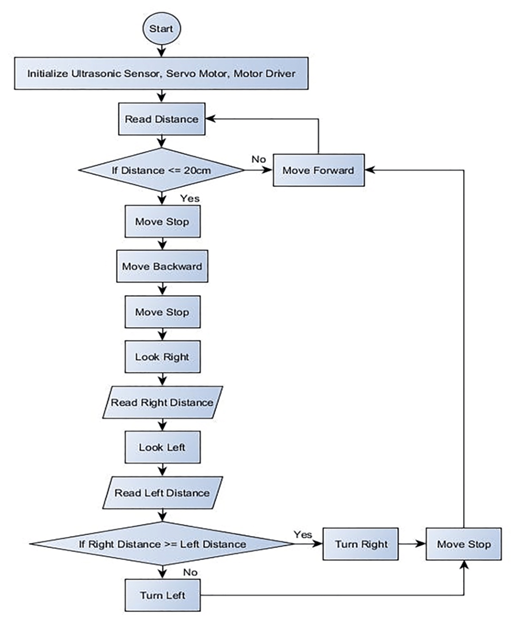 Start
Initialize Ultrasonic Sensor, Servo Motor, Motor Driver
Read Distance
If Distance <= 20cm
No
Move Forward
Yes
Move Stop
Move Backward
Move Stop
Look Right
Read Right Distance
Look Left
Read Left Distance
If Right Distance >= Left Distance
Yes
Turn Right
Move Stop
No
Turn Left